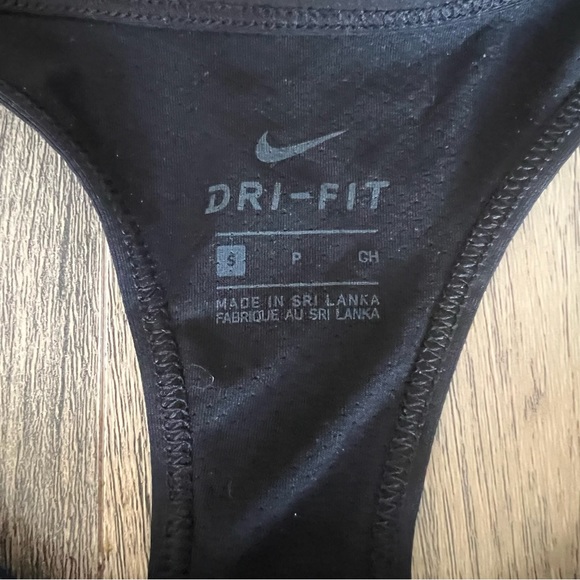 DRI-FIT
S P GH
MADE IN SRI LANKA
FABRIQUE AU SRI LANKA